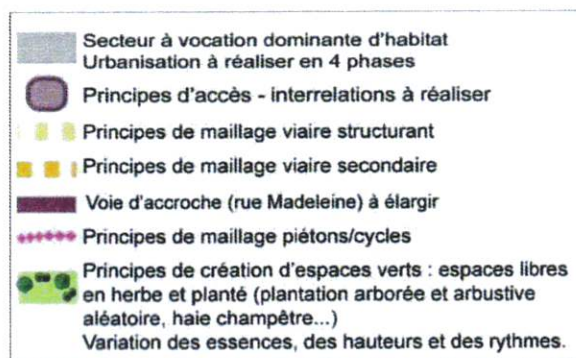 Secteur à vocation dominante d'habitat
Urbanisation à réaliser en 4 phases
Principes d'accès - interrelations à réaliser
Principes de maillage viaire structurant
Principes de maillage viaire secondaire
Voie d'accroche (rue Madeleine) à élargir
Principes de maillage piétons/cycles
Principes de création d'espaces verts : espaces libres
en herbe et planté (plantation arborée et arbustive
aléatoire, haie champêtre...)
Variation des essences, des hauteurs et des rythmes.